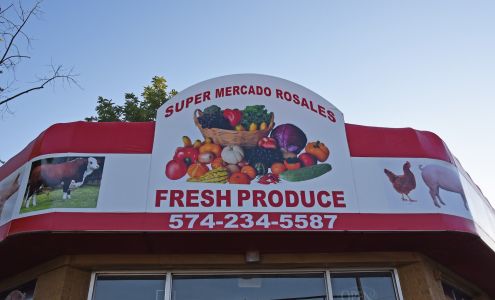 SUPER MERCADO ROSALES
FRESH PRODUCE
574-234-5587